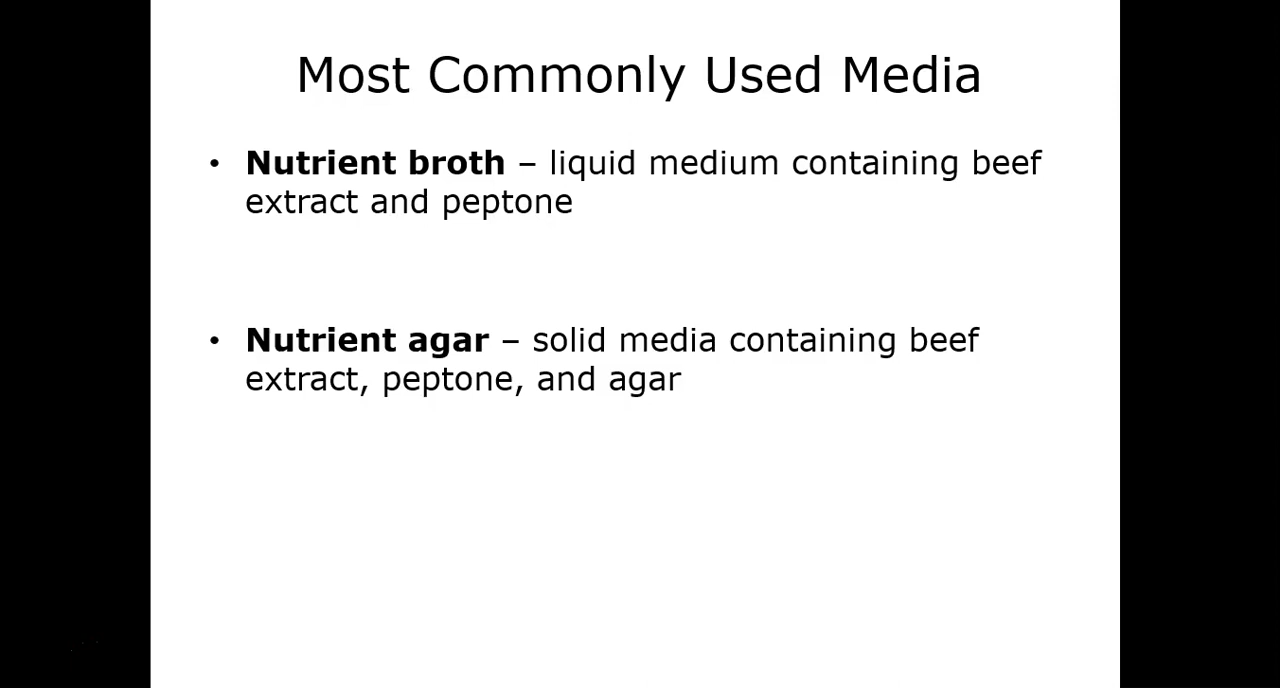 Most Commonly Used Media
• Nutrient broth – liquid medium containing beef
extract and peptone
• Nutrient agar – solid media containing beef
extract, peptone, and agar